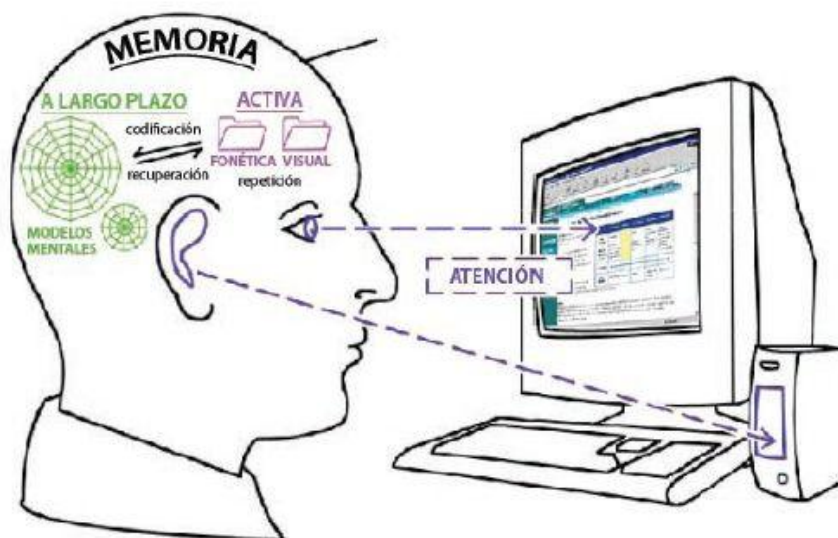 MEMORIA
A LARGO PLAZO
codificación
recuperación
MODELOS
MENTALES
ACTIVA
FONÉTICA VISUAL
repetición
ATENCIÓN